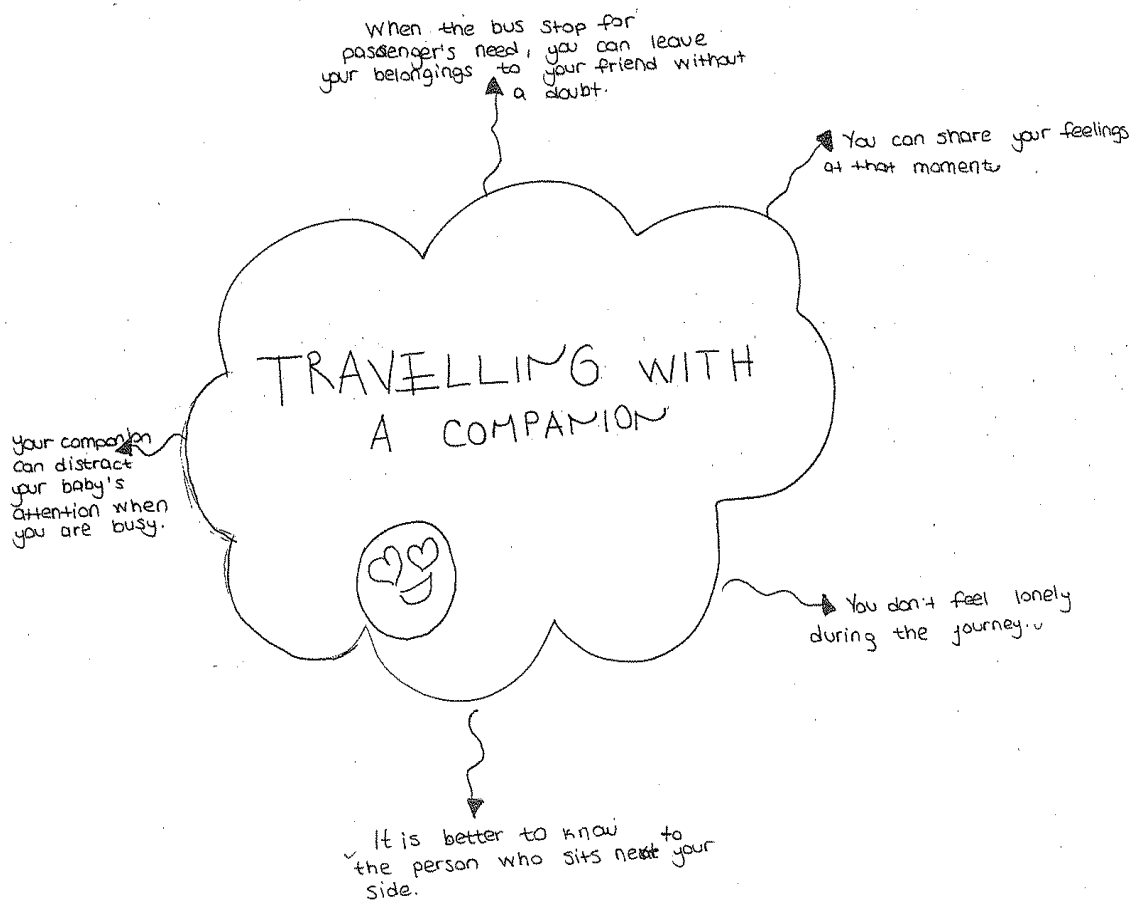 When the bus stop for
passenger's need, you can leave
your belongings to your friend without
a doubt.
You can share your feelings
at that moment
TRAVELLING WITH
A COMPANION
Your companion
can distract
your baby's
attention when
you are busy.
You don't feel lonely
during the journey.
It is better to know
the person who sits next to your
side.